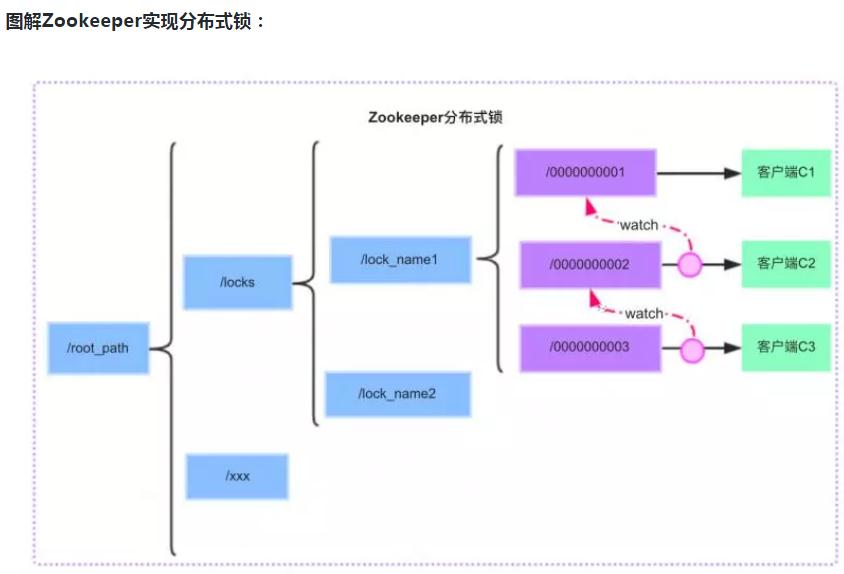 图解Zookeeper实现分布式锁：
Zookeeper分布式锁
/root_path
/locks
/xxx
/lock_name1
/lock_name2
/0000000001
客户端C1
watch
/0000000002
客户端C2
watch
/0000000003
客户端C3